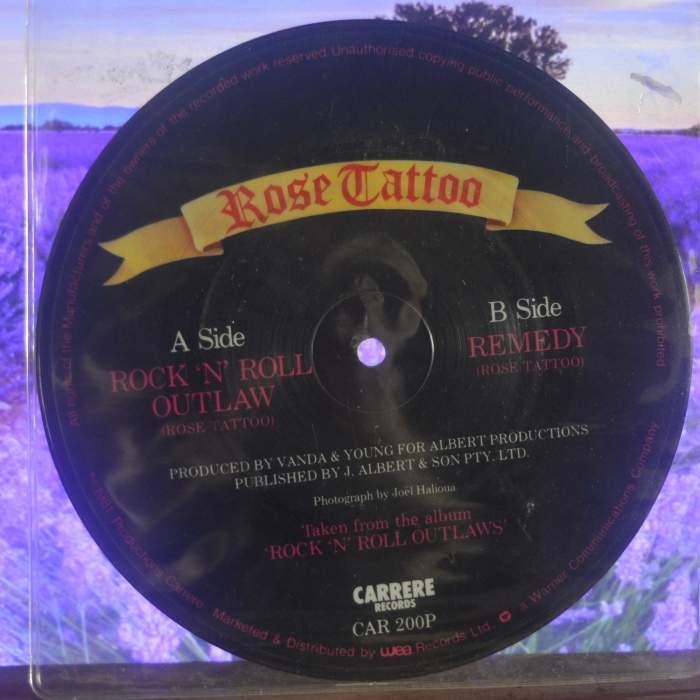 All rights of the Manufacturers and of the owners of the recorded work reserved Unauthorised copying public performance and broadcasting of this work prohibited
Rose Tattoo
A Side
ROCK 'N' ROLL
OUTLAW
(ROSE TATTOO)
B Side
REMEDY
(ROSE TATTOO)
PRODUCED BY VANDA & YOUNG FOR ALBERT PRODUCTIONS
PUBLISHED BY J. ALBERT & SON PTY. LTD.
Photograph by Joël Halioua
Taken from the album
'ROCK 'N' ROLL OUTLAWS'
CARRERE
RECORDS
CAR 200P
1981 Productions Carrere Marketed & Distributed by wea Records Ltd. a Warner Communications Company